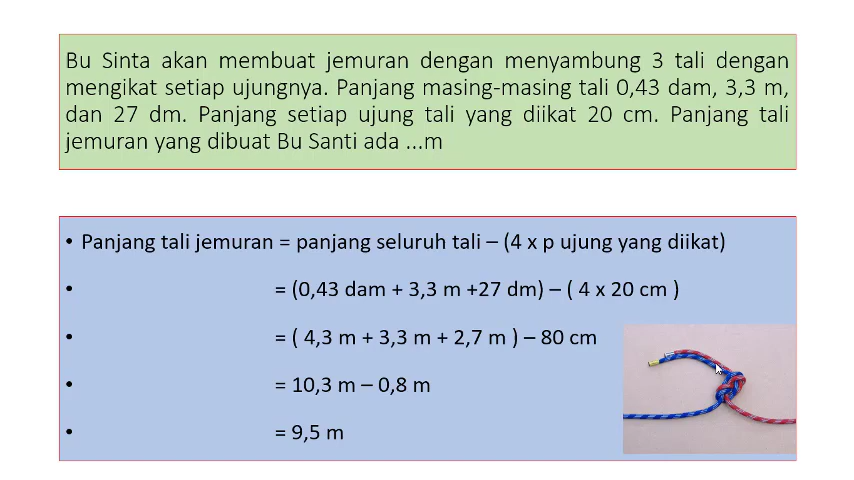 Bu Sinta akan membuat jemuran dengan menyambung 3 tali dengan
mengikat setiap ujungnya. Panjang masing-masing tali 0,43 dam, 3,3 m,
dan 27 dm. Panjang setiap ujung tali yang diikat 20 cm. Panjang tali
jemuran yang dibuat Bu Santi ada ...m
• Panjang tali jemuran = panjang seluruh tali – (4 x p ujung yang diikat)
• = (0,43 dam + 3,3 m +27 dm) – ( 4 x 20 cm )
• = ( 4,3 m + 3,3 m + 2,7 m ) – 80 cm
• = 10,3 m – 0,8 m
• = 9,5 m